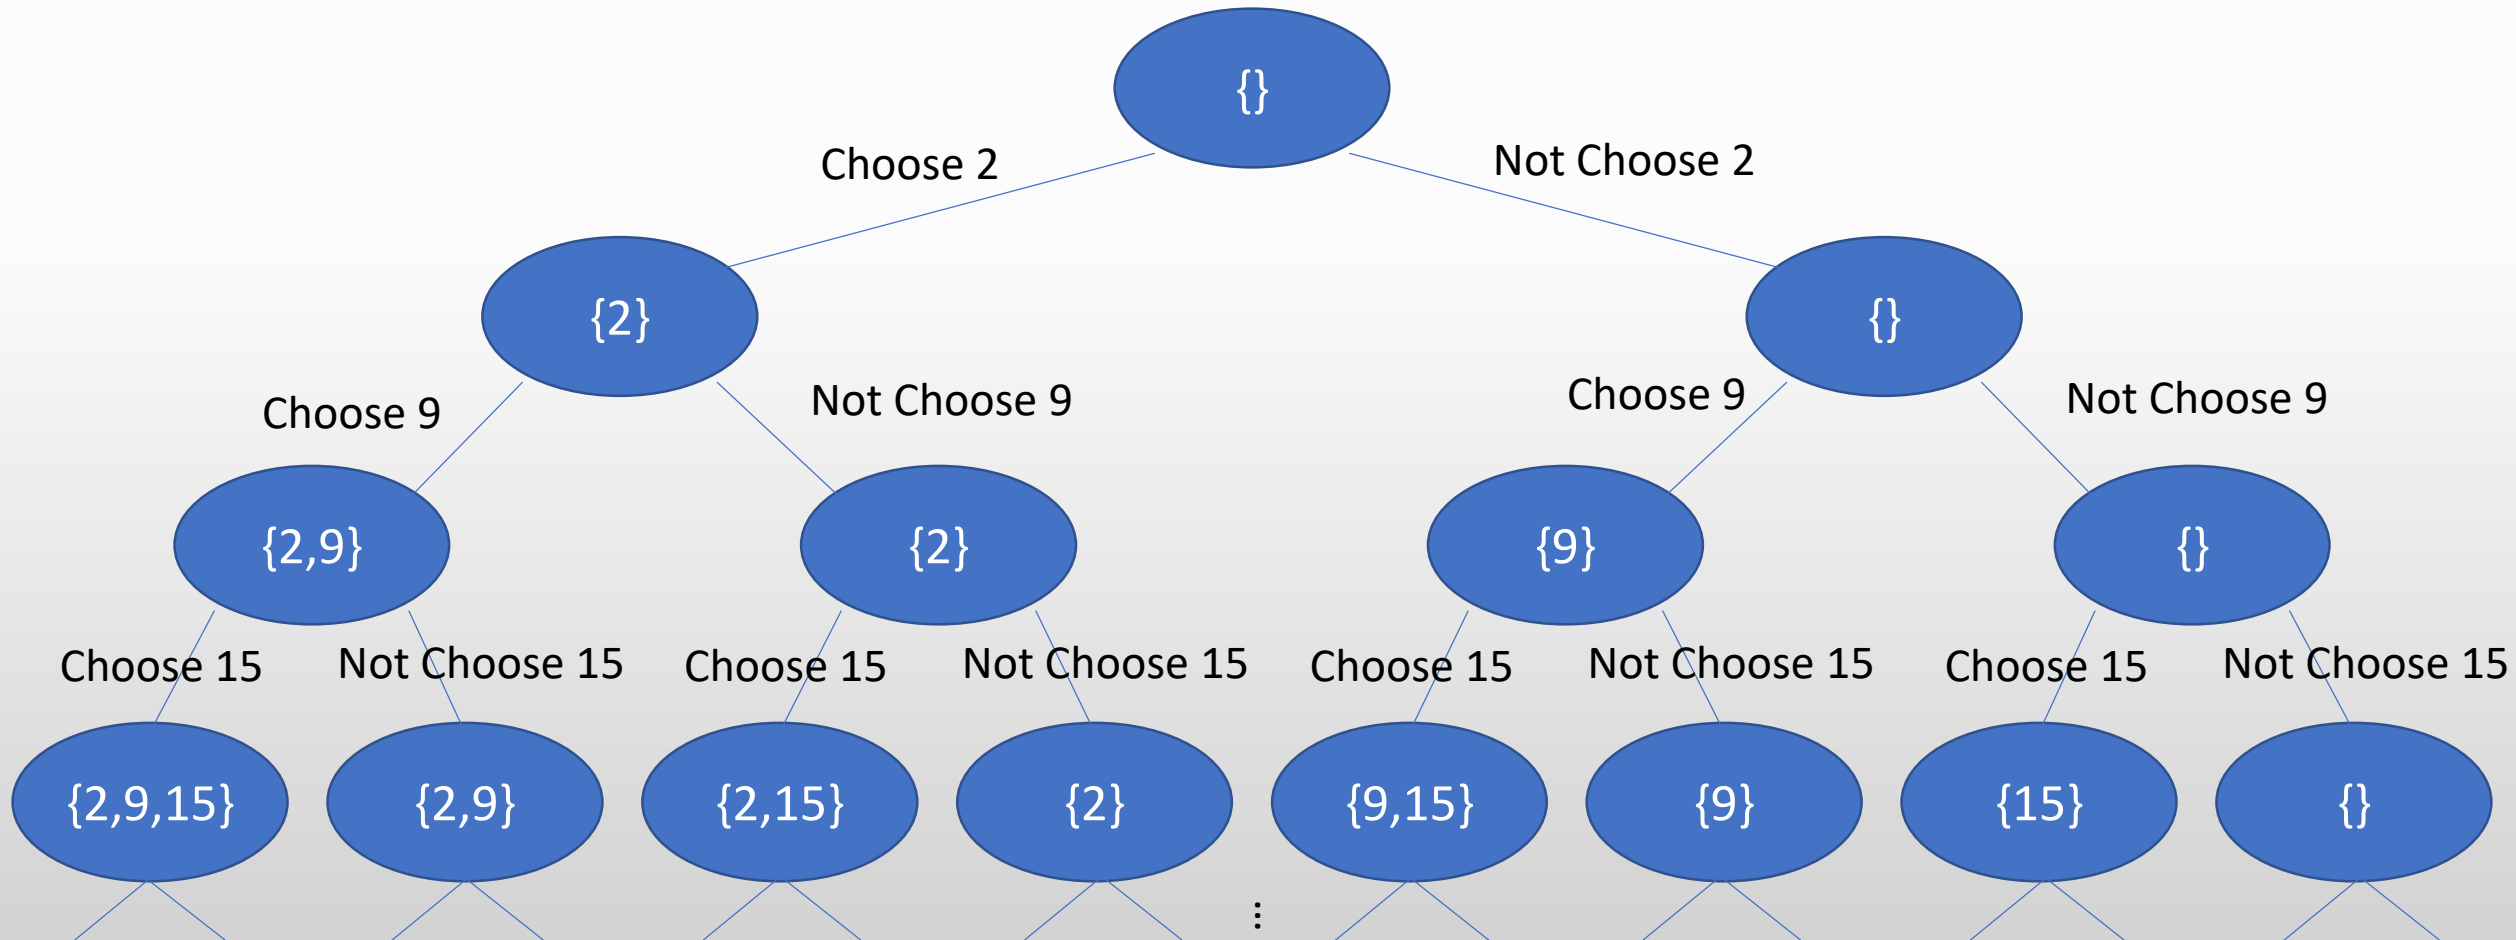 {}
Choose 2
Not Choose 2
{2}
{}
Choose 9
Not Choose 9
Choose 9
Not Choose 9
{2,9}
{2}
{9}
{}
Choose 15
Not Choose 15
Choose 15
Not Choose 15
Choose 15
Not Choose 15
Choose 15
Not Choose 15
{2,9,15}
{2,9}
{2,15}
{2}
{9,15}
{9}
{15}
{}
⋮